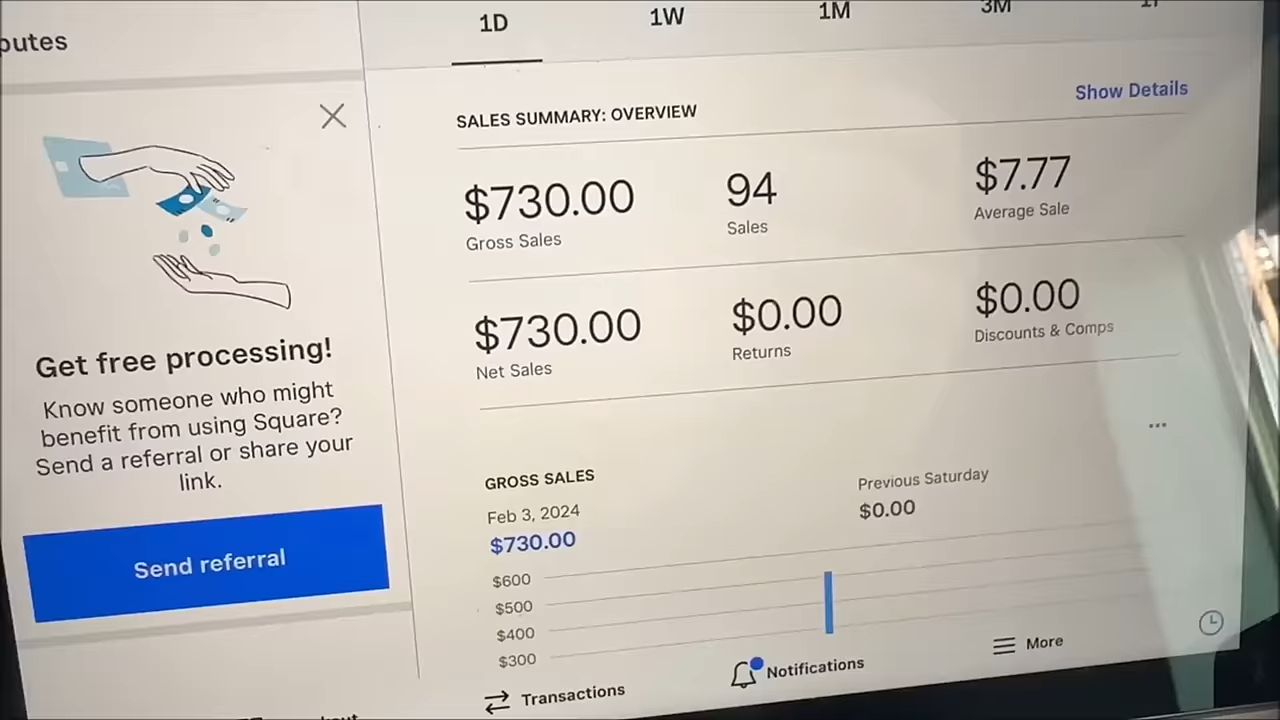 1D
1W
1M
3M
SALES SUMMARY: OVERVIEW
Show Details
$730.00
Gross Sales
94
Sales
$7.77
Average Sale
$730.00
Net Sales
$0.00
Returns
$0.00
Discounts & Comps
Get free processing!
Know someone who might
benefit from using Square?
Send a referral or share your
link.
Send referral
GROSS SALES
Feb 3, 2024
$730.00
Previous Saturday
$0.00
$600
$500
$400
$300
Transactions
Notifications
More